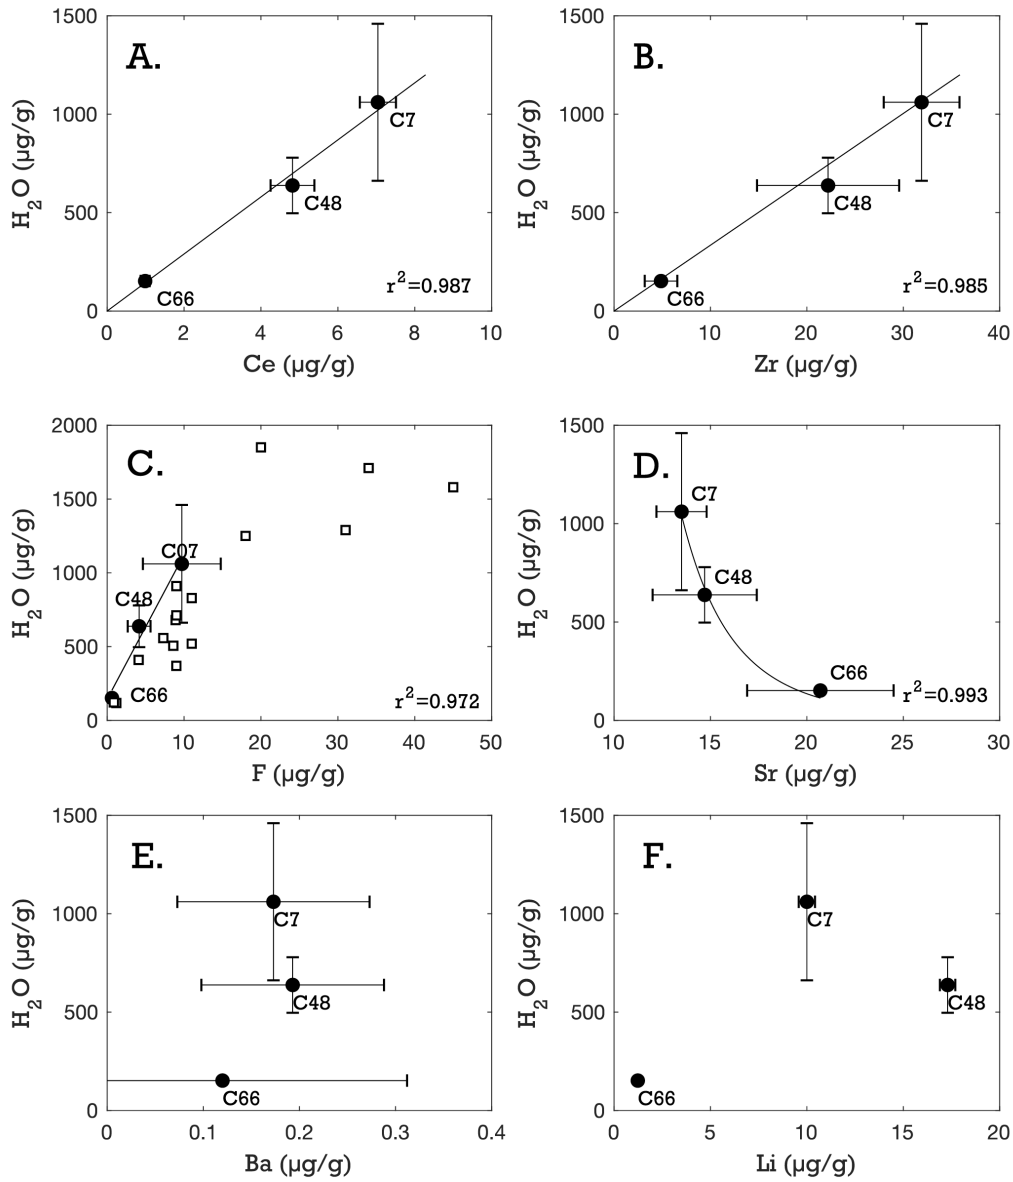 1500
1000
500
0
H2O (µg/g)
A.
C7
C48
C66
r2=0.987
0 2 4 6 8 10
Ce (µg/g)
1500
1000
500
0
H2O (µg/g)
B.
C7
C48
C66
r2=0.985
0 10 20 30 40
Zr (µg/g)
2000
1500
1000
500
0
H2O (µg/g)
C.
C07
C48
C66
r2=0.972
0 10 20 30 40 50
F (µg/g)
1500
1000
500
0
H2O (µg/g)
D.
C7
C48
C66
r2=0.993
10 15 20 25 30
Sr (µg/g)
1500
1000
500
0
H2O (µg/g)
E.
C7
C48
C66
0 0.1 0.2 0.3 0.4
Ba (µg/g)
1500
1000
500
0
H2O (µg/g)
F.
C7
C48
C66
0 5 10 15 20
Li (µg/g)